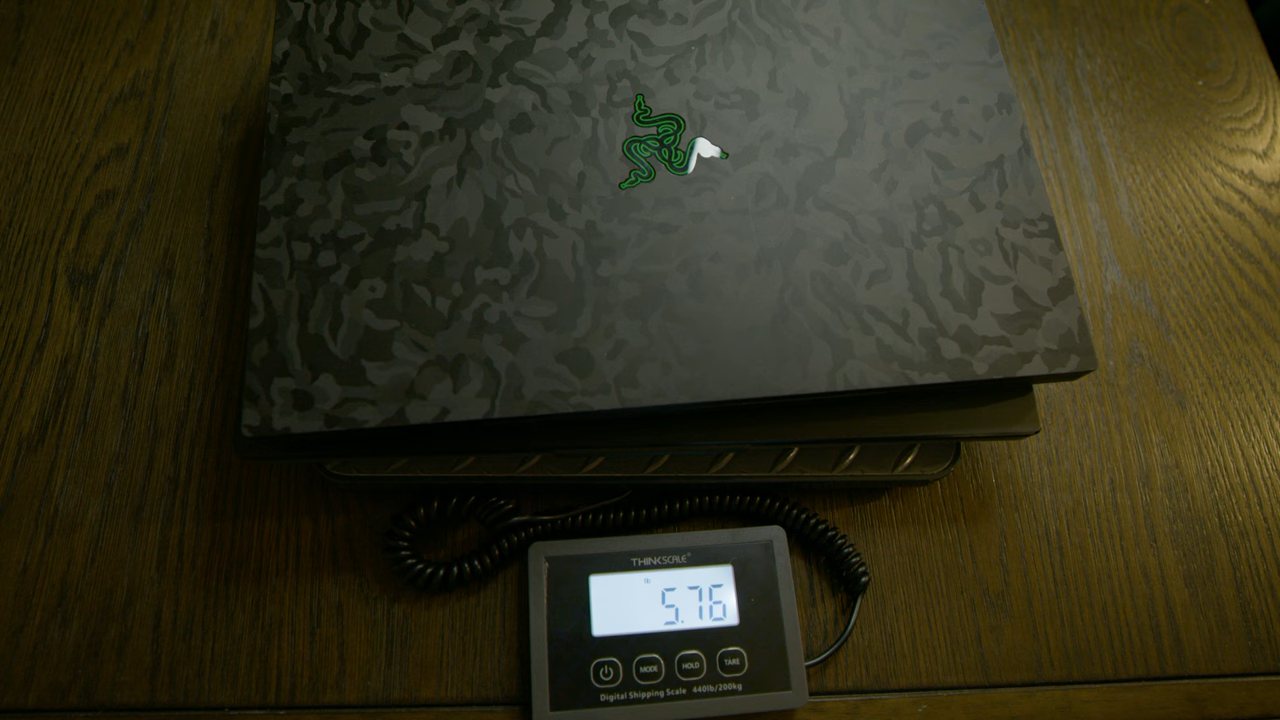 THINKSCALE®
lb
5.76
MODE
HOLD
TARE
Digital Shipping Scale 440lb/200kg